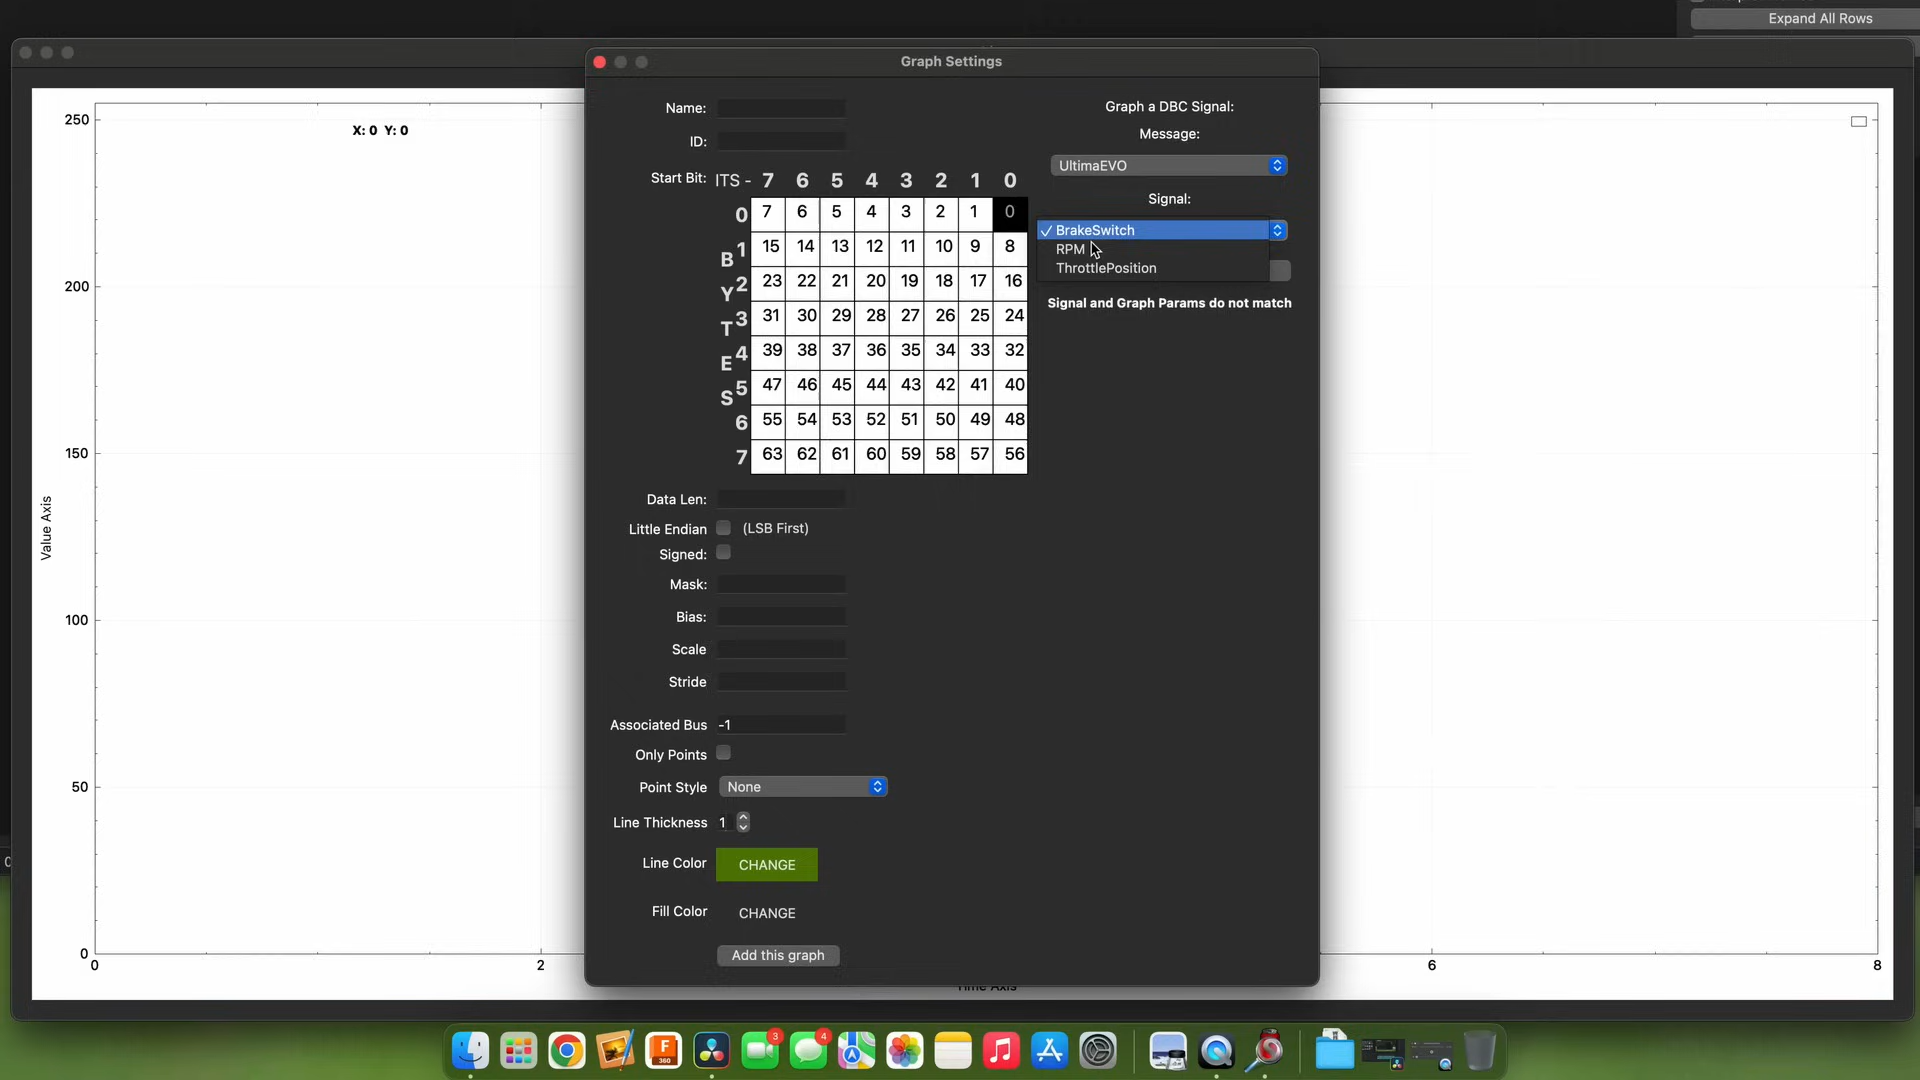 Expand All Rows
Graph Settings
Name:
ID:
Start Bit:
ITS - 7 6 5 4 3 2 1 0
0 7 6 5 4 3 2 1 0
1 15 14 13 12 11 10 9 8
2 23 22 21 20 19 18 17 16
3 31 30 29 28 27 26 25 24
4 39 38 37 36 35 34 33 32
5 47 46 45 44 43 42 41 40
6 55 54 53 52 51 50 49 48
7 63 62 61 60 59 58 57 56
B
Y
T
E
S
Data Len:
Little Endian (LSB First)
Signed:
Mask:
Bias:
Scale
Stride
Associated Bus -1
Only Points
Point Style None
Line Thickness 1
Line Color CHANGE
Fill Color CHANGE
Add this graph
Graph a DBC Signal:
Message:
UltimaEVO
Signal:
✓ BrakeSwitch
RPM
ThrottlePosition
Signal and Graph Params do not match
X: 0 Y: 0
250
200
150
100
50
0
Value Axis
0 2 6 8
Time Axis
F
360
3
4